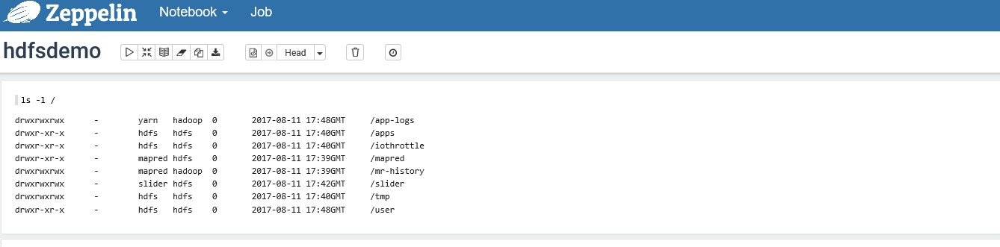 Zeppelin Notebook Job
hdfsdemo Head
ls -l /
drwxrwxrwx - yarn hadoop 0 2017-08-11 17:48GMT /app-logs
drwxr-xr-x - hdfs hdfs 0 2017-08-11 17:40GMT /apps
drwxr-xr-x - hdfs hdfs 0 2017-08-11 17:40GMT /iothrottle
drwxr-xr-x - mapred hdfs 0 2017-08-11 17:39GMT /mapred
drwxrwxrwx - mapred hadoop 0 2017-08-11 17:39GMT /mr-history
drwxrwxrwx - slider hdfs 0 2017-08-11 17:42GMT /slider
drwxrwxrwx - hdfs hdfs 0 2017-08-11 17:40GMT /tmp
drwxr-xr-x - hdfs hdfs 0 2017-08-11 17:48GMT /user